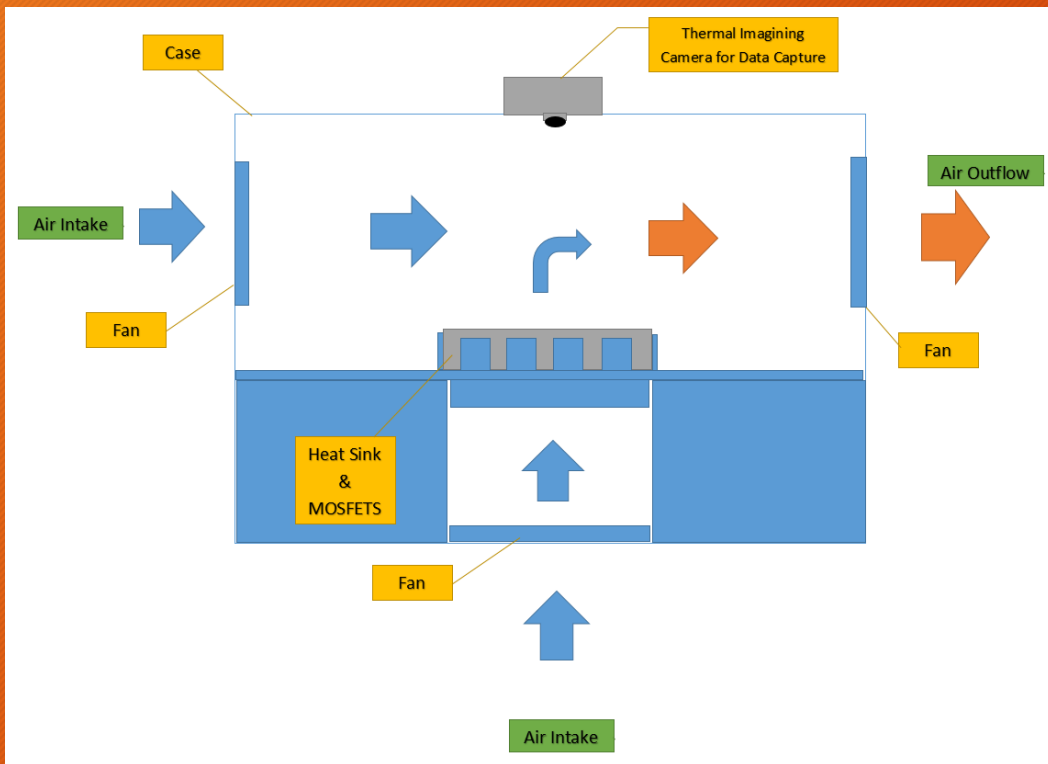 Case
Thermal Imagining
Camera for Data Capture
Air Intake
Air Outflow
Fan
Fan
Heat Sink
&
MOSFETS
Fan
Air Intake